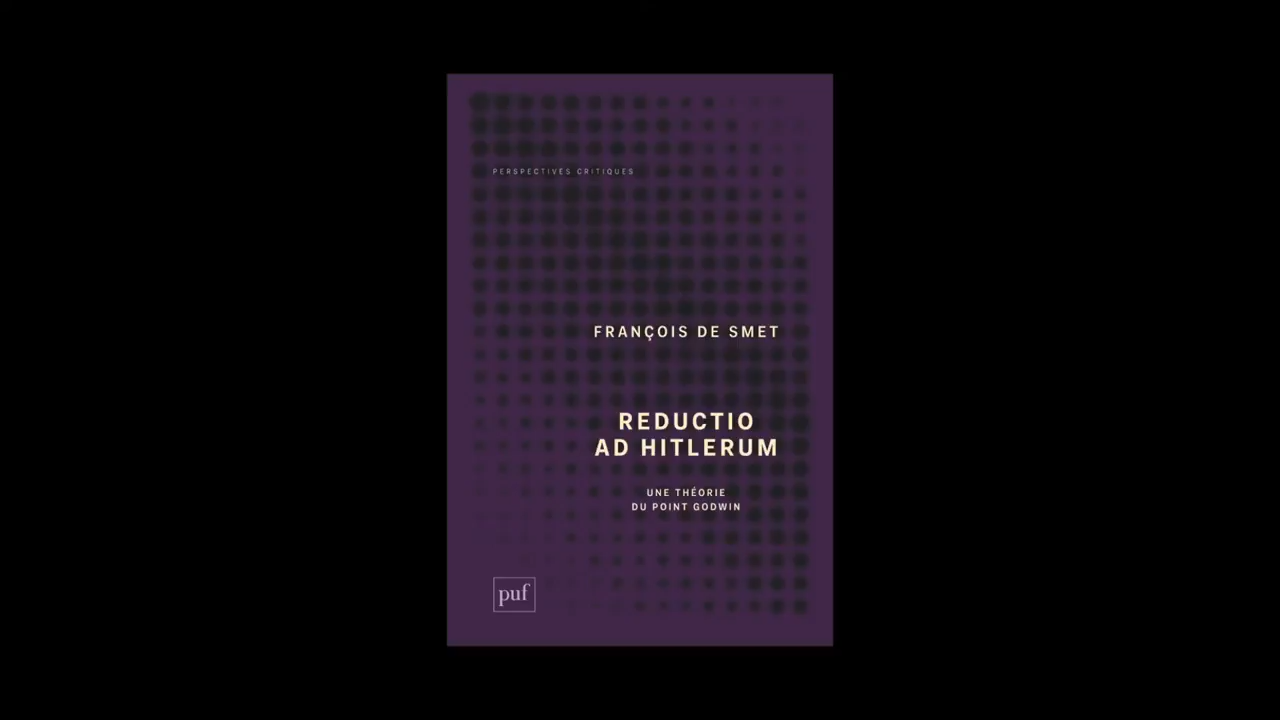 PERSPECTIVES CRITIQUES
FRANÇOIS DE SMET
REDUCTIO
AD HITLERUM
UNE THÉORIE
DU POINT GODWIN
puf